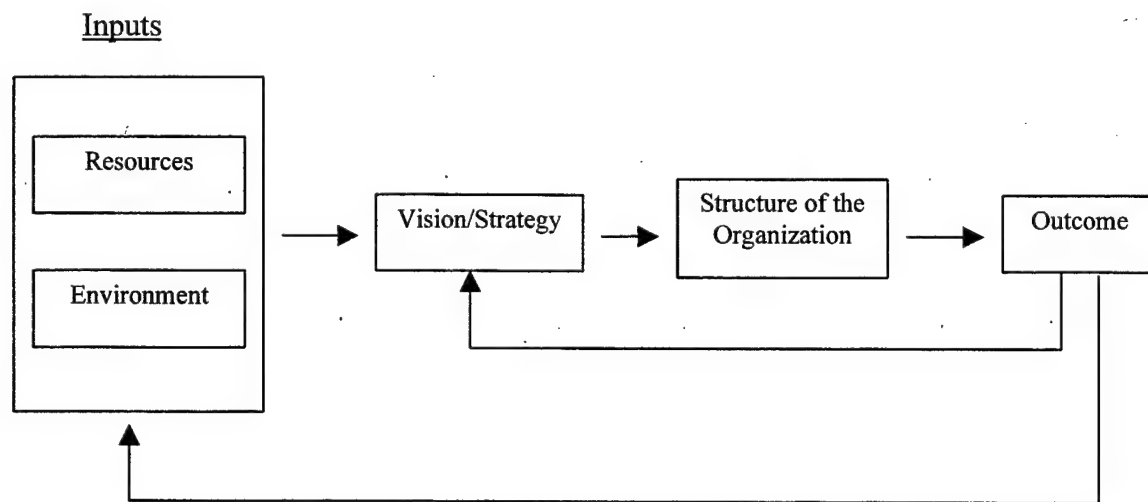 Inputs
Resources
Environment
Vision/Strategy
Structure of the
Organization
Outcome